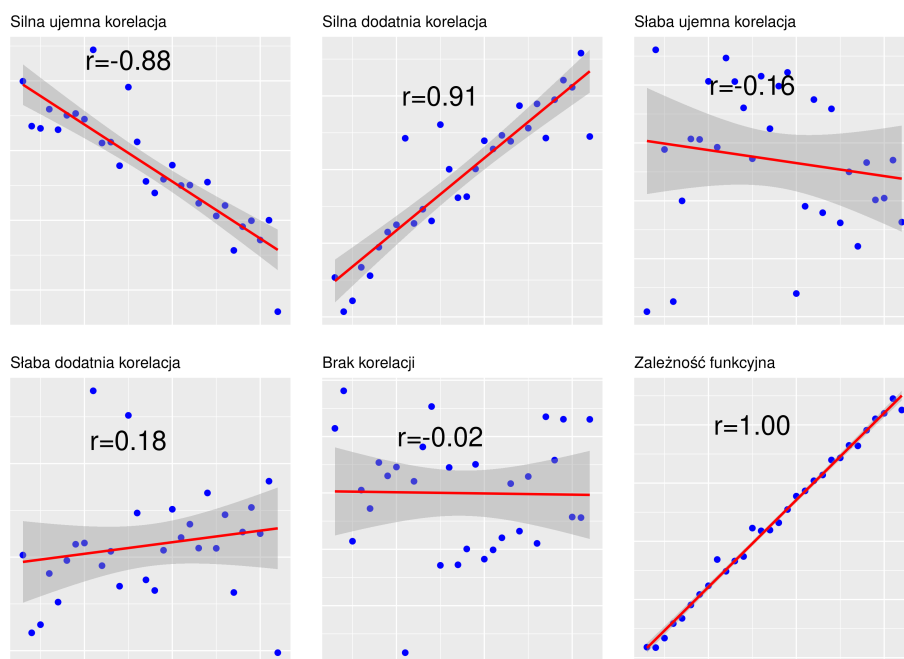 Silna ujemna korelacja
r=-0.88
Silna dodatnia korelacja
r=0.91
Słaba ujemna korelacja
r=-0.16
Słaba dodatnia korelacja
r=0.18
Brak korelacji
r=-0.02
Zależność funkcyjna
r=1.00